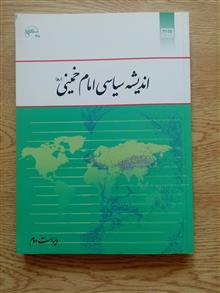 اندیشه سیاسی امام خمینی (ره)
ویراست دوم